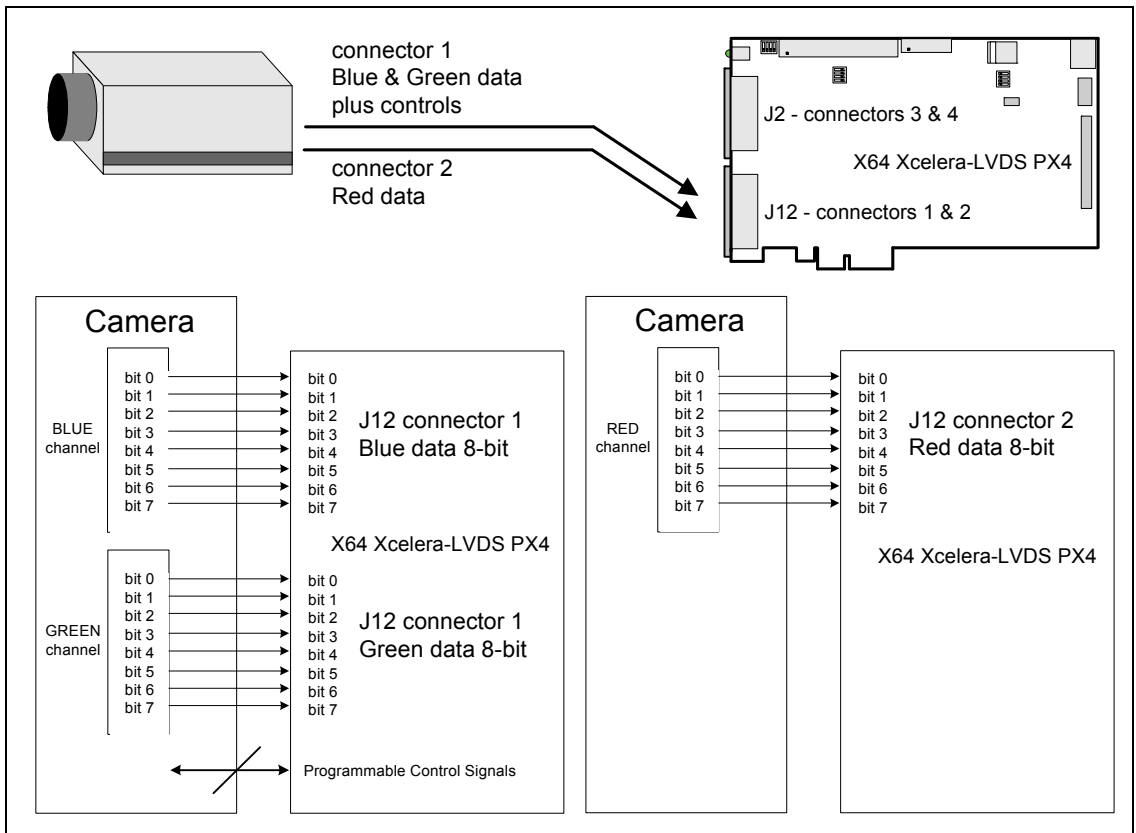 connector 1
Blue & Green data
plus controls
connector 2
Red data
J2 - connectors 3 & 4
X64 Xcelera-LVDS PX4
J12 - connectors 1 & 2
Camera
BLUE
channel
bit 0
bit 1
bit 2
bit 3
bit 4
bit 5
bit 6
bit 7
bit 0
bit 1
bit 2
bit 3
bit 4
bit 5
bit 6
bit 7
J12 connector 1
Blue data 8-bit
X64 Xcelera-LVDS PX4
GREEN
channel
bit 0
bit 1
bit 2
bit 3
bit 4
bit 5
bit 6
bit 7
bit 0
bit 1
bit 2
bit 3
bit 4
bit 5
bit 6
bit 7
J12 connector 1
Green data 8-bit
Programmable Control Signals
Camera
RED
channel
bit 0
bit 1
bit 2
bit 3
bit 4
bit 5
bit 6
bit 7
bit 0
bit 1
bit 2
bit 3
bit 4
bit 5
bit 6
bit 7
J12 connector 2
Red data 8-bit
X64 Xcelera-LVDS PX4